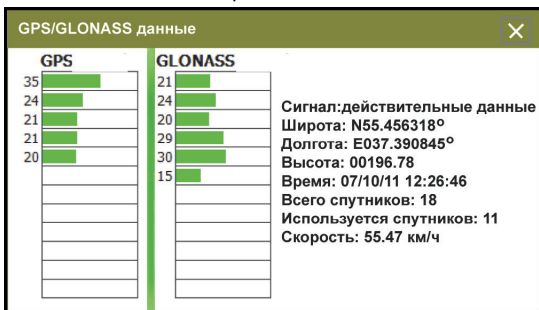 GPS/GLONASS данные
GPS
35
24
21
21
20
GLONASS
21
24
20
29
30
15
Сигнал:действительные данные
Широта: N55.456318°
Долгота: E037.390845°
Высота: 00196.78
Время: 07/10/11 12:26:46
Всего спутников: 18
Используется спутников: 11
Скорость: 55.47 км/ч